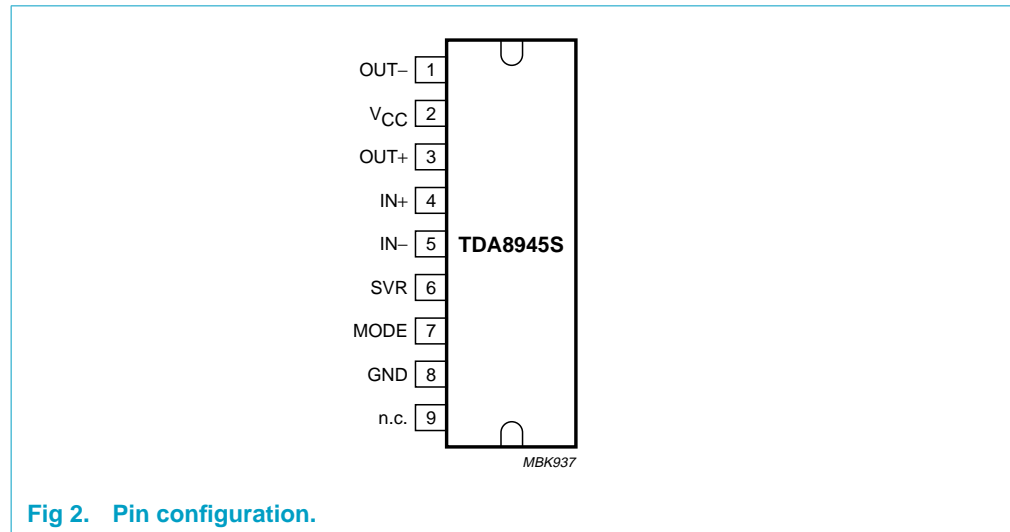 OUT− 1
VCC 2
OUT+ 3
IN+ 4
IN− 5 TDA8945S
SVR 6
MODE 7
GND 8
n.c. 9
MBK937
Fig 2. Pin configuration.